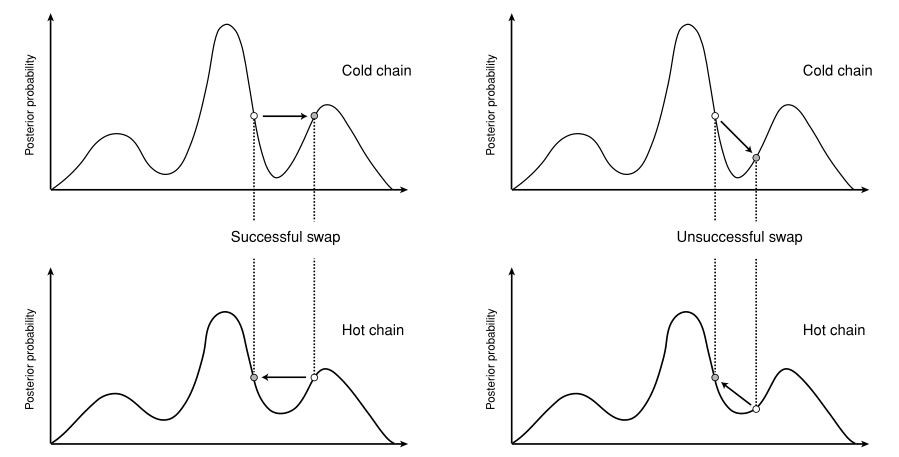 Posterior probability
Cold chain
Posterior probability
Cold chain
Successful swap
Unsuccessful swap
Posterior probability
Hot chain
Posterior probability
Hot chain